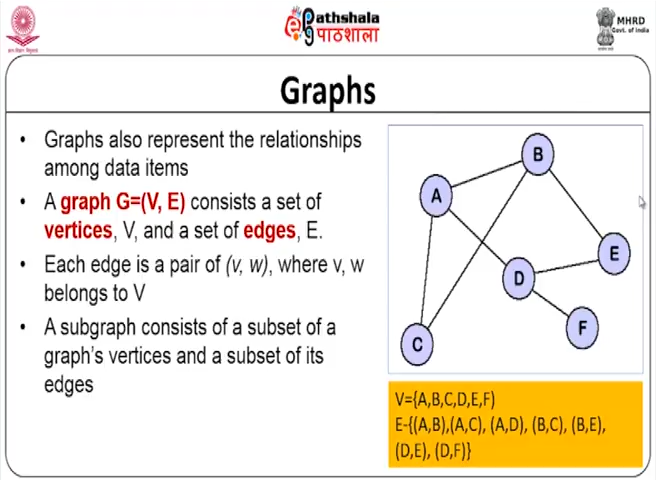 ePathshala
पाठशाला
MHRD
Govt. of India
Graphs
• Graphs also represent the relationships
among data items
• A graph G=(V, E) consists a set of
vertices, V, and a set of edges, E.
• Each edge is a pair of (v, w), where v, w
belongs to V
• A subgraph consists of a subset of a
graph's vertices and a subset of its
edges
B
A
E
D
F
C
V={A,B,C,D,E,F)
E-{(A,B),(A,C), (A,D), (B,C), (B,E),
(D,E), (D,F)}